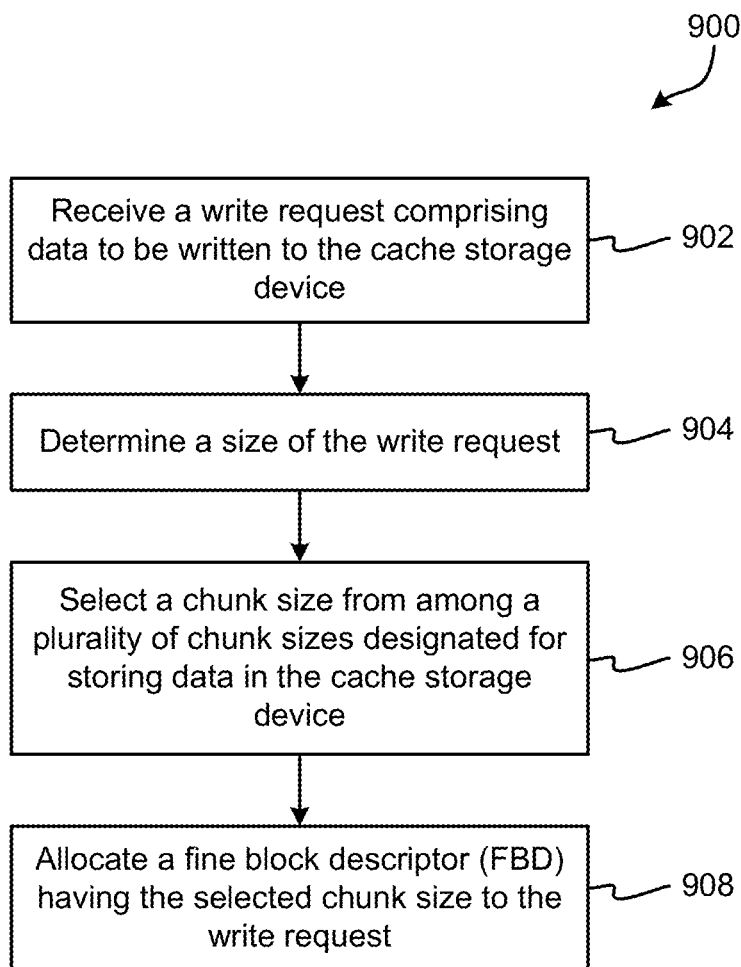 900
Receive a write request comprising
data to be written to the cache storage
device
902
Determine a size of the write request
904
Select a chunk size from among a
plurality of chunk sizes designated for
storing data in the cache storage
device
906
Allocate a fine block descriptor (FBD)
having the selected chunk size to the
write request
908